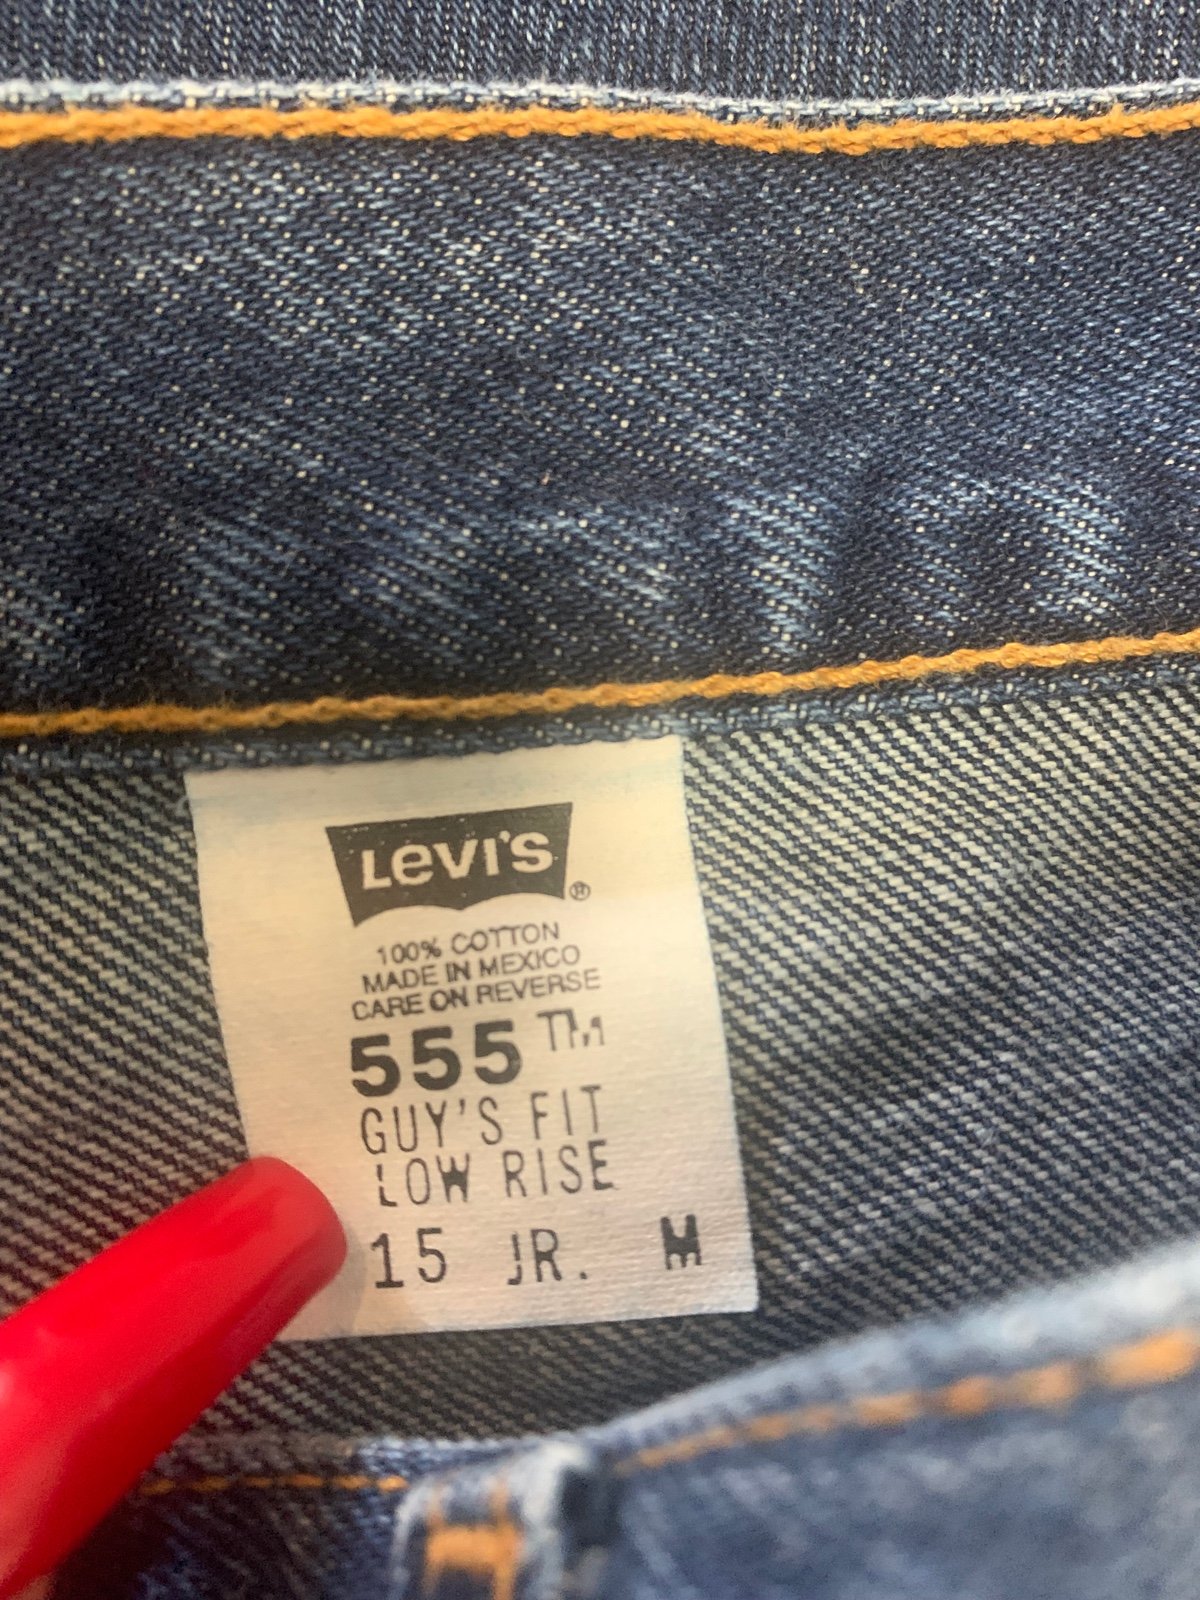 Levi's ®
100% COTTON
MADE IN MEXICO
CARE ON REVERSE
555 TM
GUY'S FIT
LOW RISE
15 JR. M